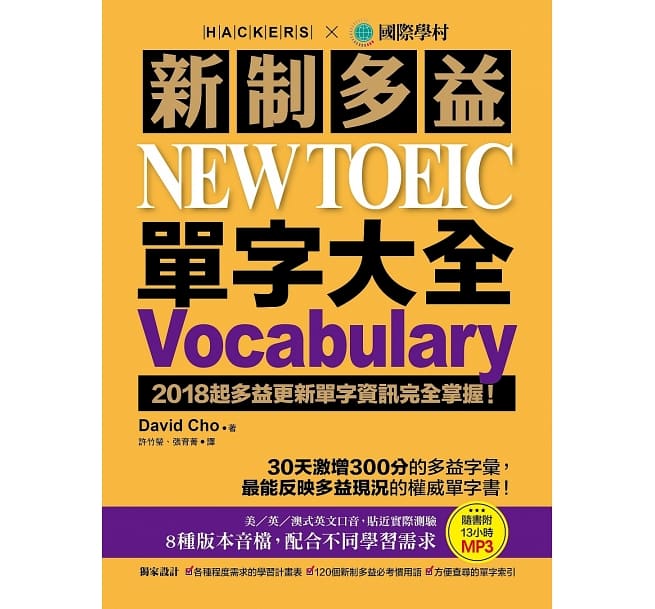 HACKERS × 國際學村
新制多益
NEW TOEIC
單字大全
Vocabulary
2018起多益更新單字資訊完全掌握!
David Cho•著
許竹瑩、張育菁•譯
30天激增300分的多益字彙,
最能反映多益現況的權威單字書!
美/英/澳式英文口音,貼近實際測驗
8種版本音檔,配合不同學習需求
隨書附
13小時
MP3
獨家設計 ☑各種程度需求的學習計畫表 ☑120個新制多益必考慣用語 ☑方便查尋的單字索引